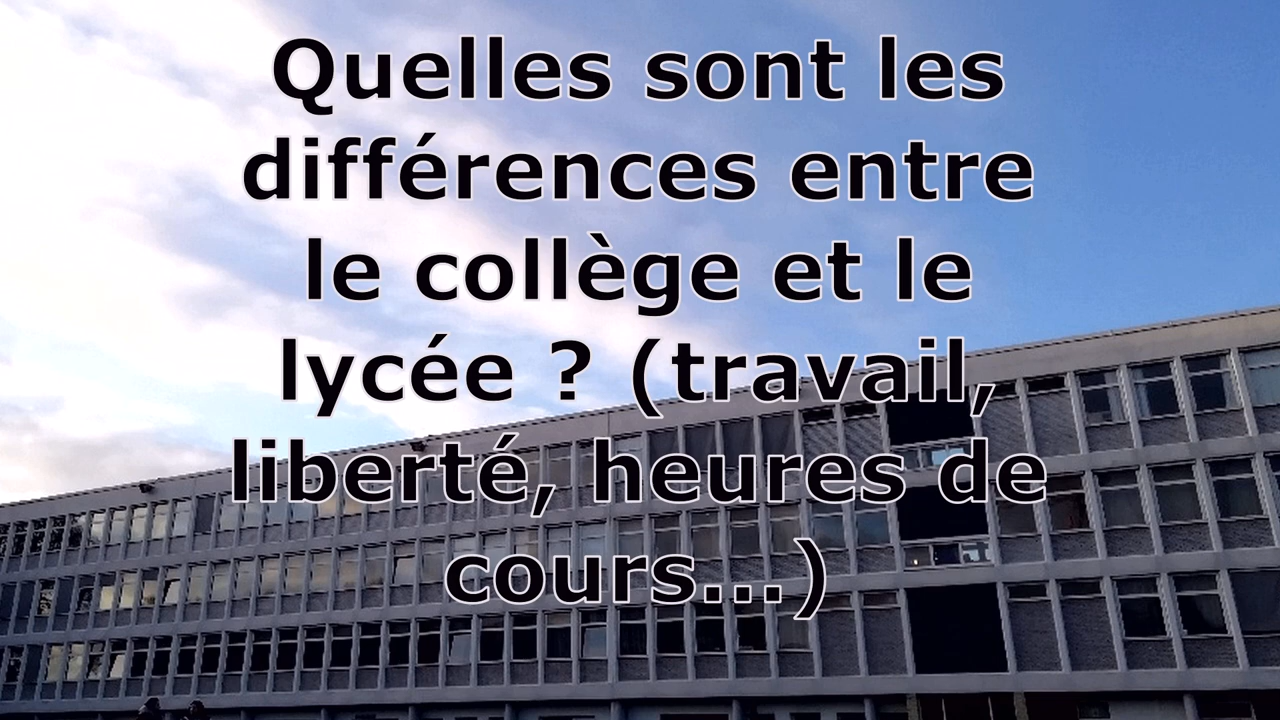 Quelles sont les
différences entre
le collège et le
lycée ? (travail,
liberté, heures de
cours...)